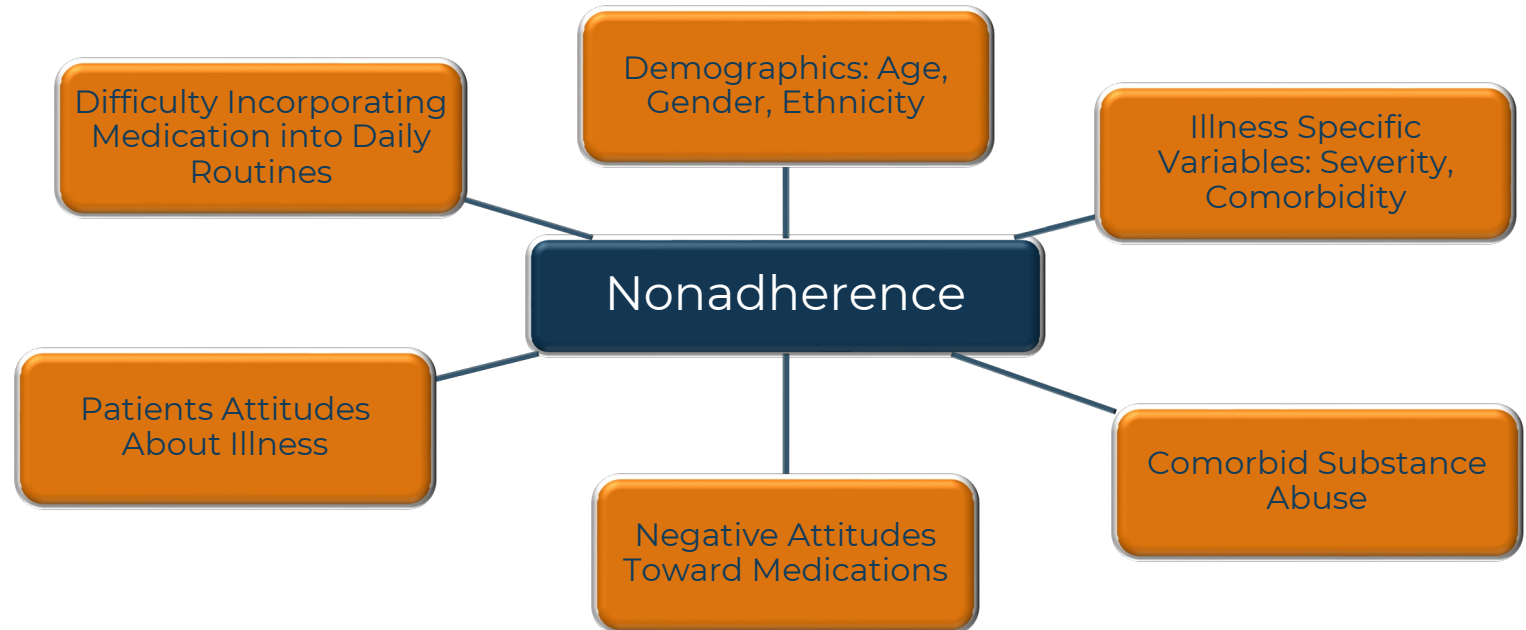 Demographics: Age,
Gender, Ethnicity
Difficulty Incorporating
Medication into Daily
Routines
Illness Specific
Variables: Severity,
Comorbidity
Nonadherence
Patients Attitudes
About Illness
Comorbid Substance
Abuse
Negative Attitudes
Toward Medications